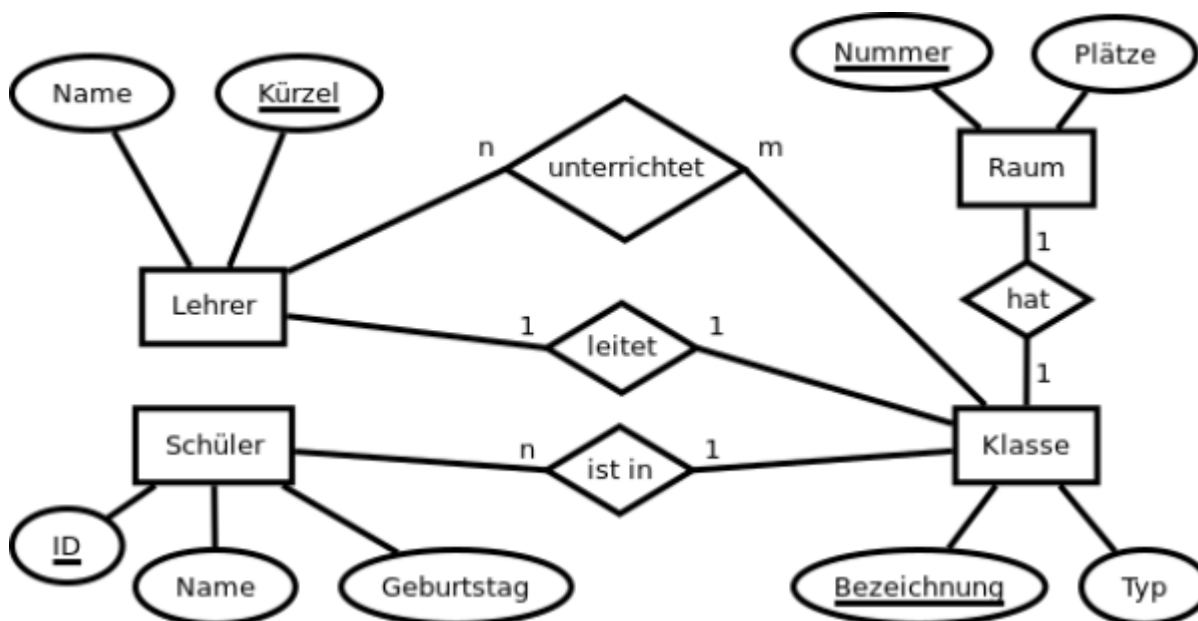 Nummer
Plätze
Name
Kürzel
n
unterrichtet
m
Raum
1
hat
1
Lehrer
1
leitet
1
Schüler
n
ist in
1
Klasse
ID
Name
Geburtstag
Bezeichnung
Typ